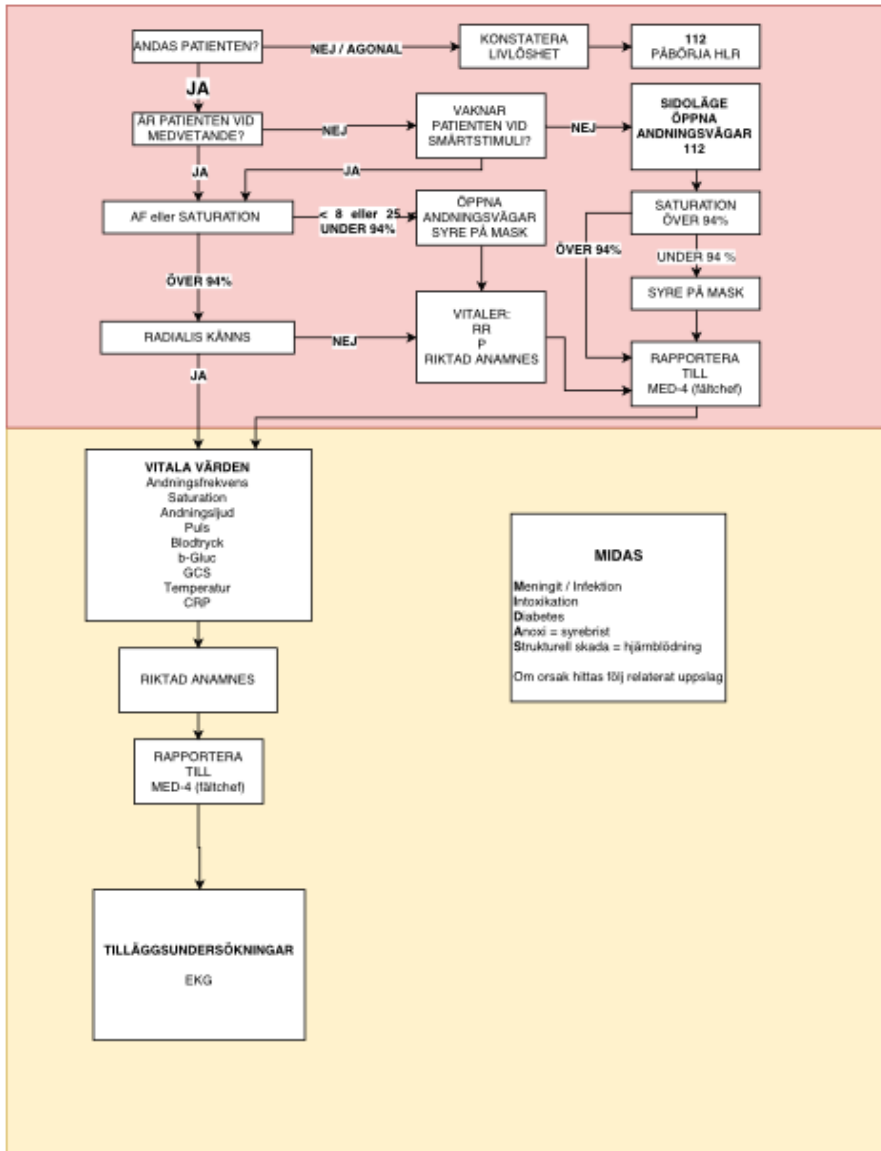 ANDAS PATIENTEN?
NEJ / AGONAL
KONSTATERA
LIVLÖSHET
112
PÅBÖRJA HLR
JA
ÄR PATIENTEN VID
MEDVETANDE?
NEJ
VAKNAR
PATIENTEN VID
SMÄRTSTIMULI?
NEJ
SIDOLÄGE
ÖPPNA
ANDNINGSVÄGAR
112
JA
JA
AF eller SATURATION
< 8 eller 25
UNDER 94%
ÖPPNA
ANDNINGSVÄGAR
SYRE PÅ MASK
SATURATION
ÖVER 94%
ÖVER 94%
UNDER 94 %
ÖVER 94%
SYRE PÅ MASK
RADIALIS KÄNNS
NEJ
VITALER:
RR
P
RIKTAD ANAMNES
RAPPORTERA
TILL
MED-4 (fältchef)
JA
VITALA VÄRDEN
Andningsfrekvens
Saturation
Andningsljud
Puls
Blodtryck
b-Gluc
GCS
Temperatur
CRP
MIDAS
Meningit / Infektion
Intoxikation
Diabetes
Anoxi = syrebrist
Strukturell skada = hjärnblödning
Om orsak hittas följ relaterat uppslag
RIKTAD ANAMNES
RAPPORTERA
TILL
MED-4 (fältchef)
TILLÄGGSUNDERSÖKNINGAR
EKG